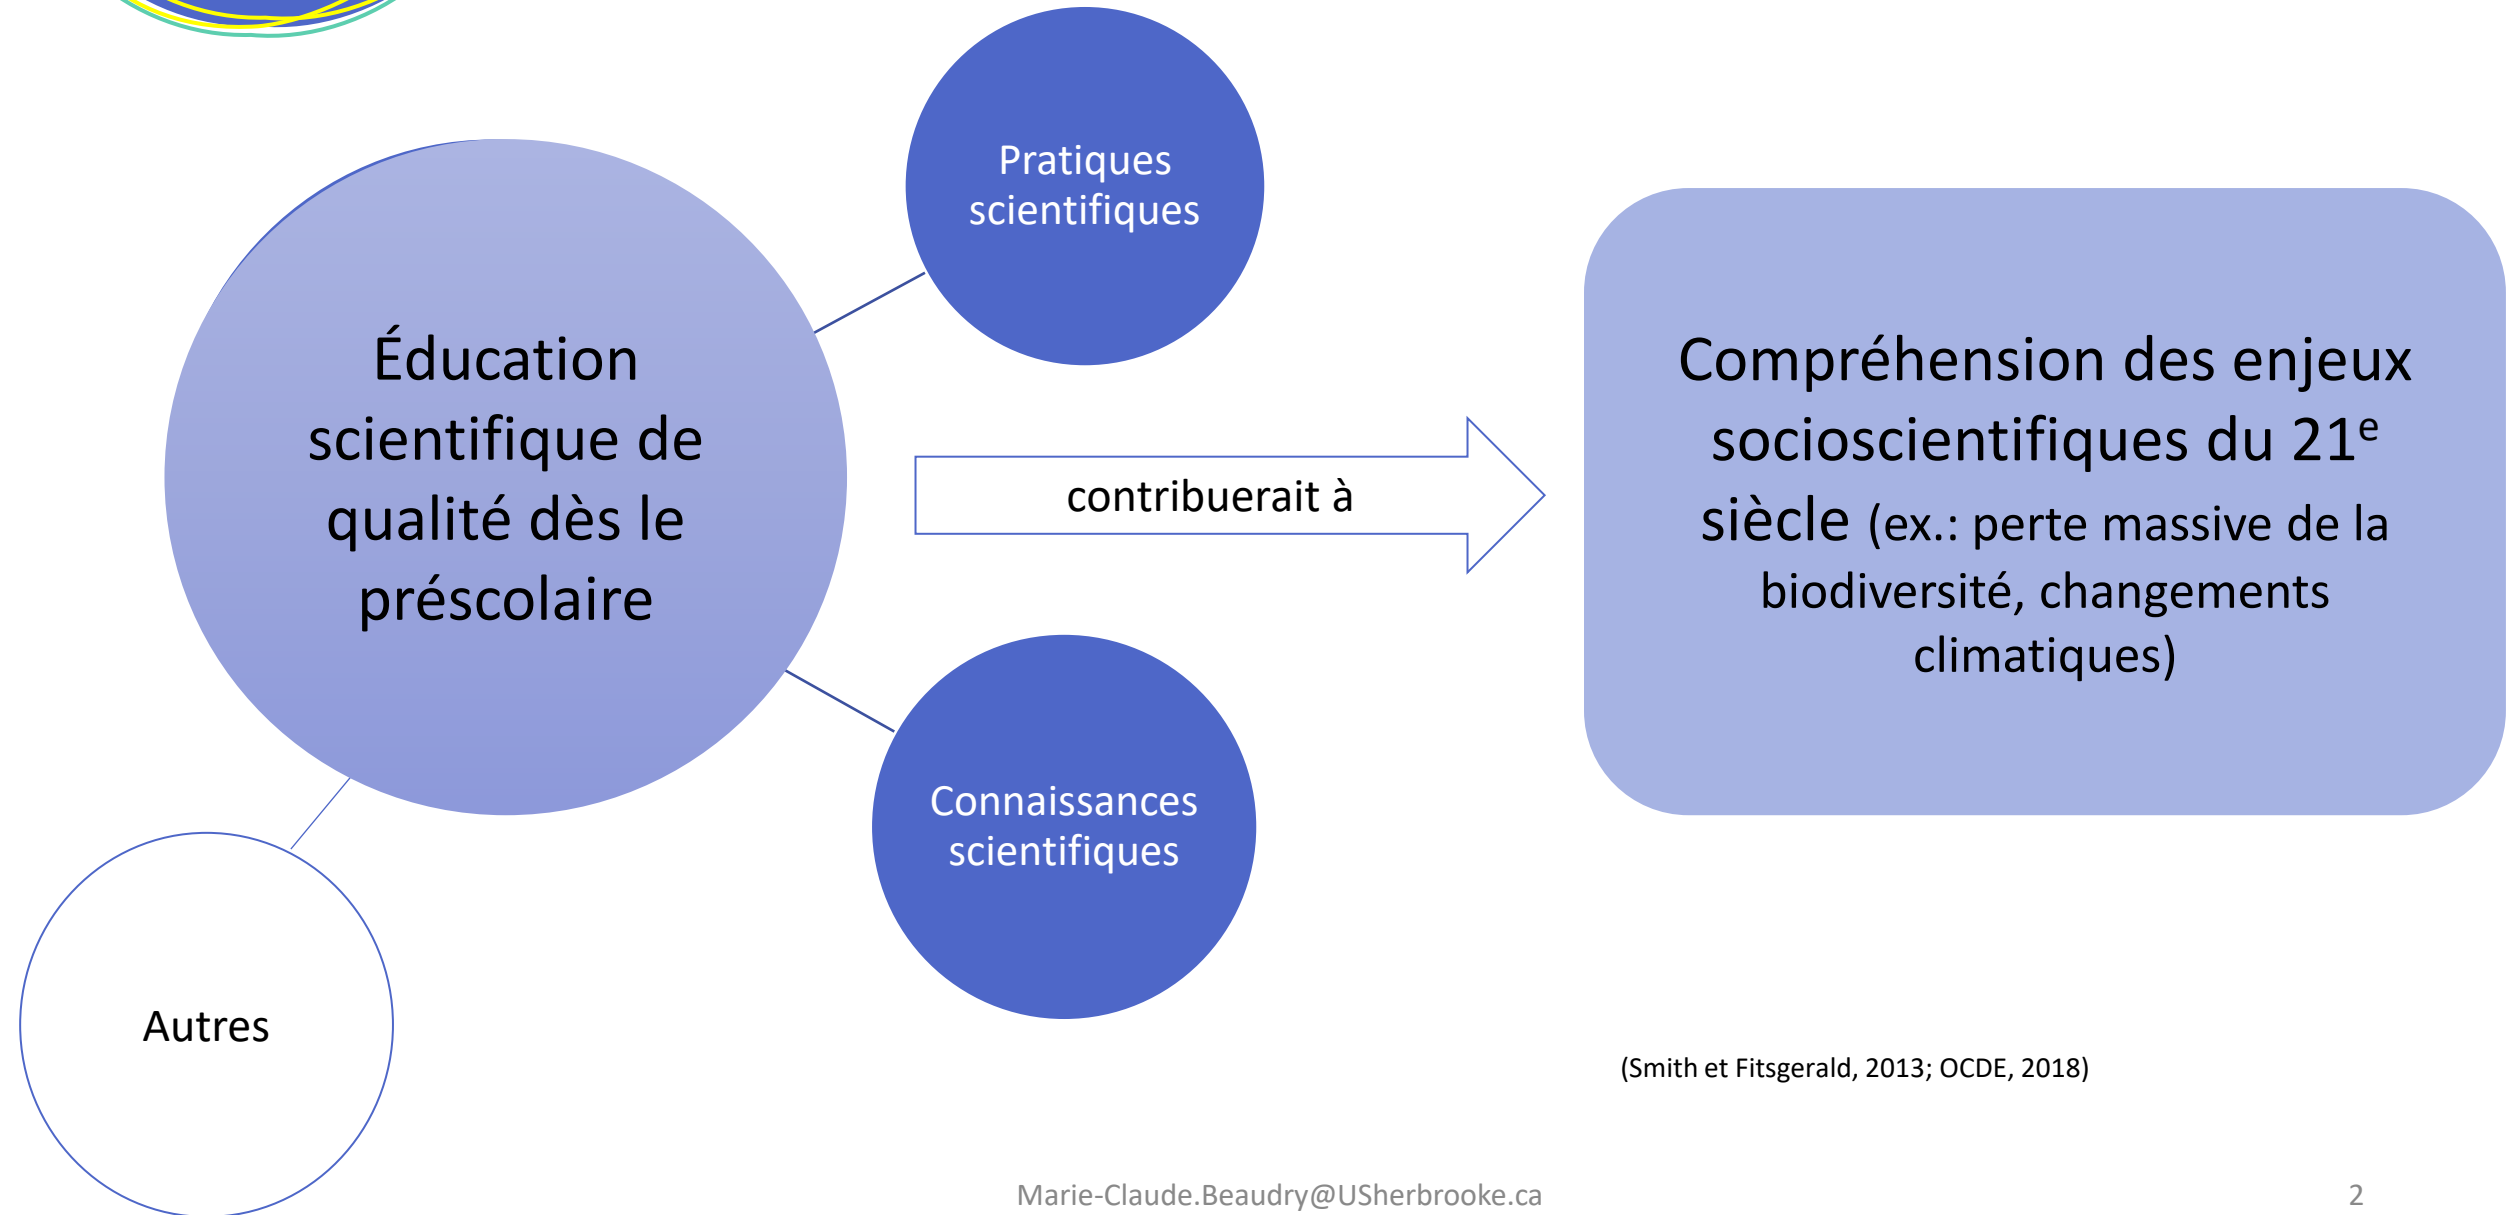 Pratiques
scientifiques
Éducation
scientifique de
qualité dès le
préscolaire
contribuerait à
Compréhension des enjeux
socioscientifiques du 21e
siècle (ex.: perte massive de la
biodiversité, changements
climatiques)
Connaissances
scientifiques
Autres
(Smith et Fitsgerald, 2013; OCDE, 2018)
Marie-Claude.Beaudry@USherbrooke.ca
2